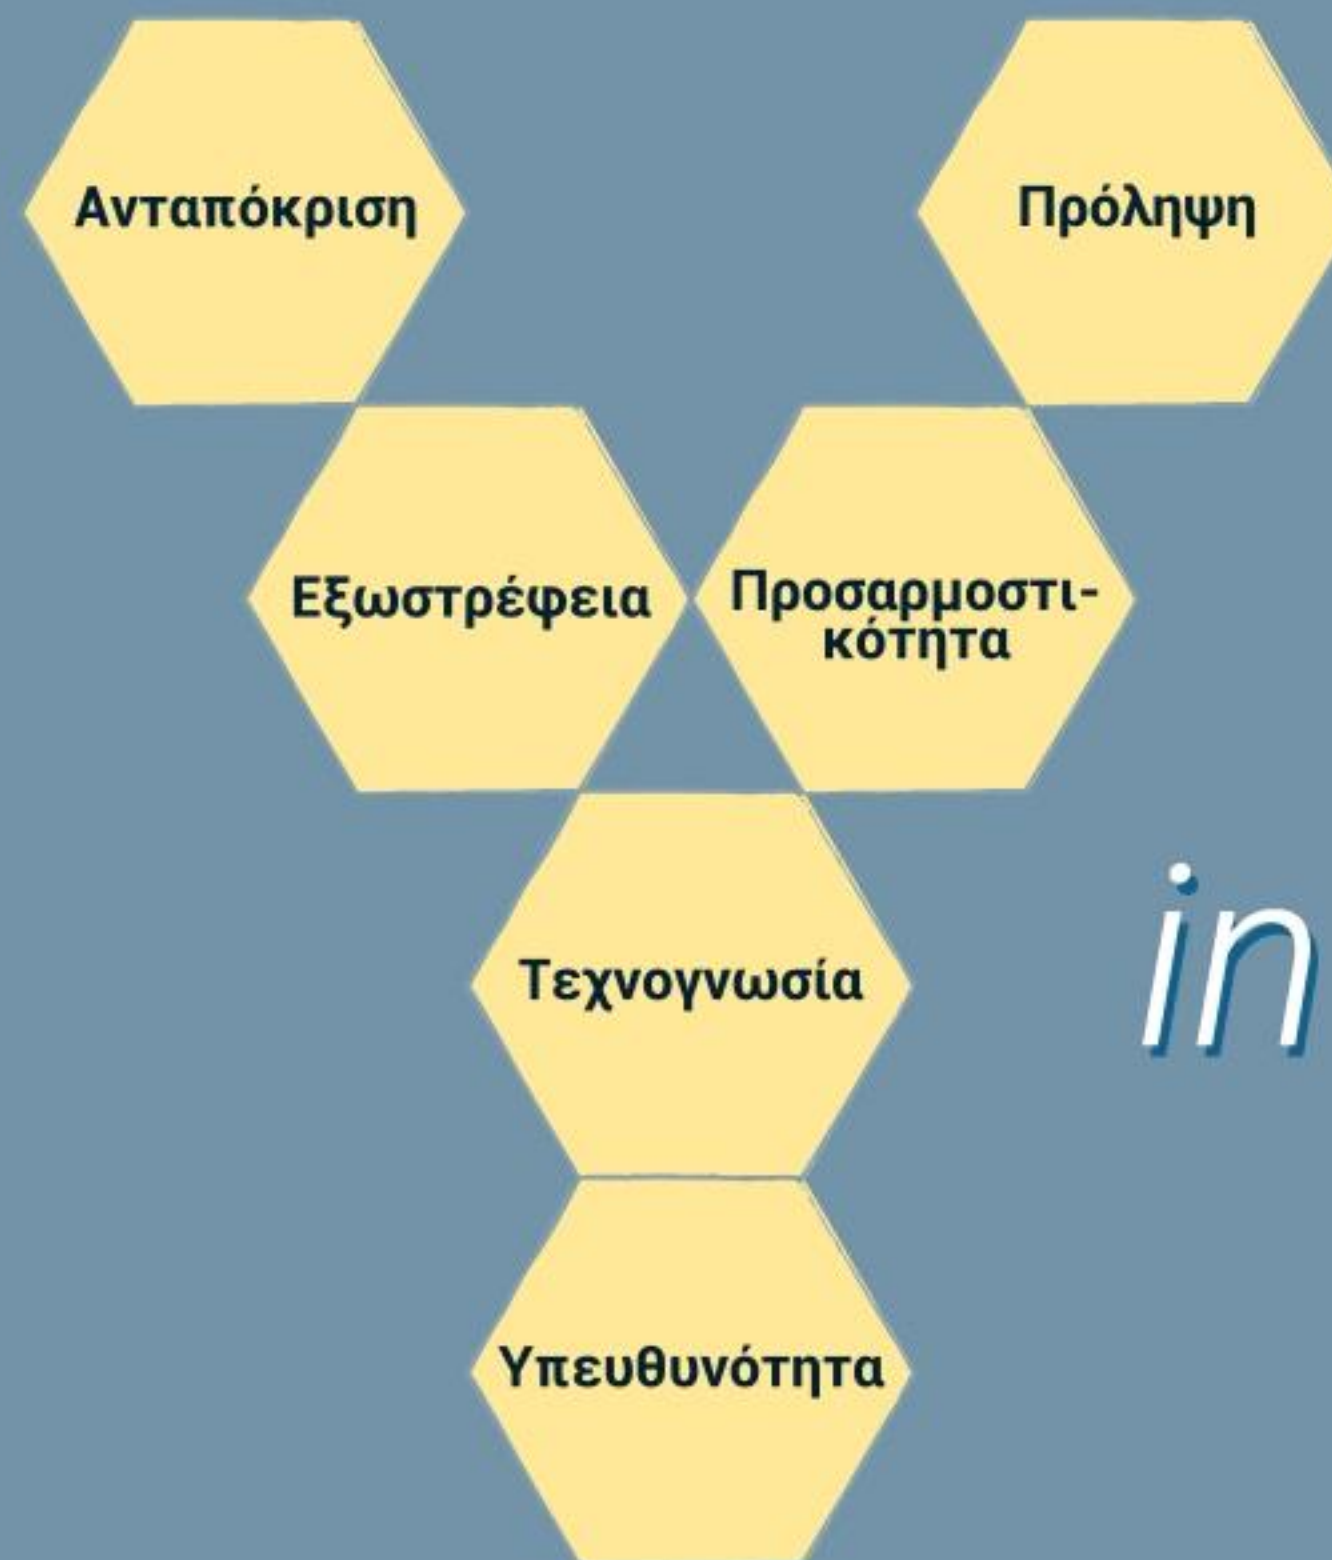 Ανταπόκριση
Πρόληψη
Εξωστρέφεια
Προσαρμοστι-
κότητα
in
Τεχνογνωσία
Υπευθυνότητα